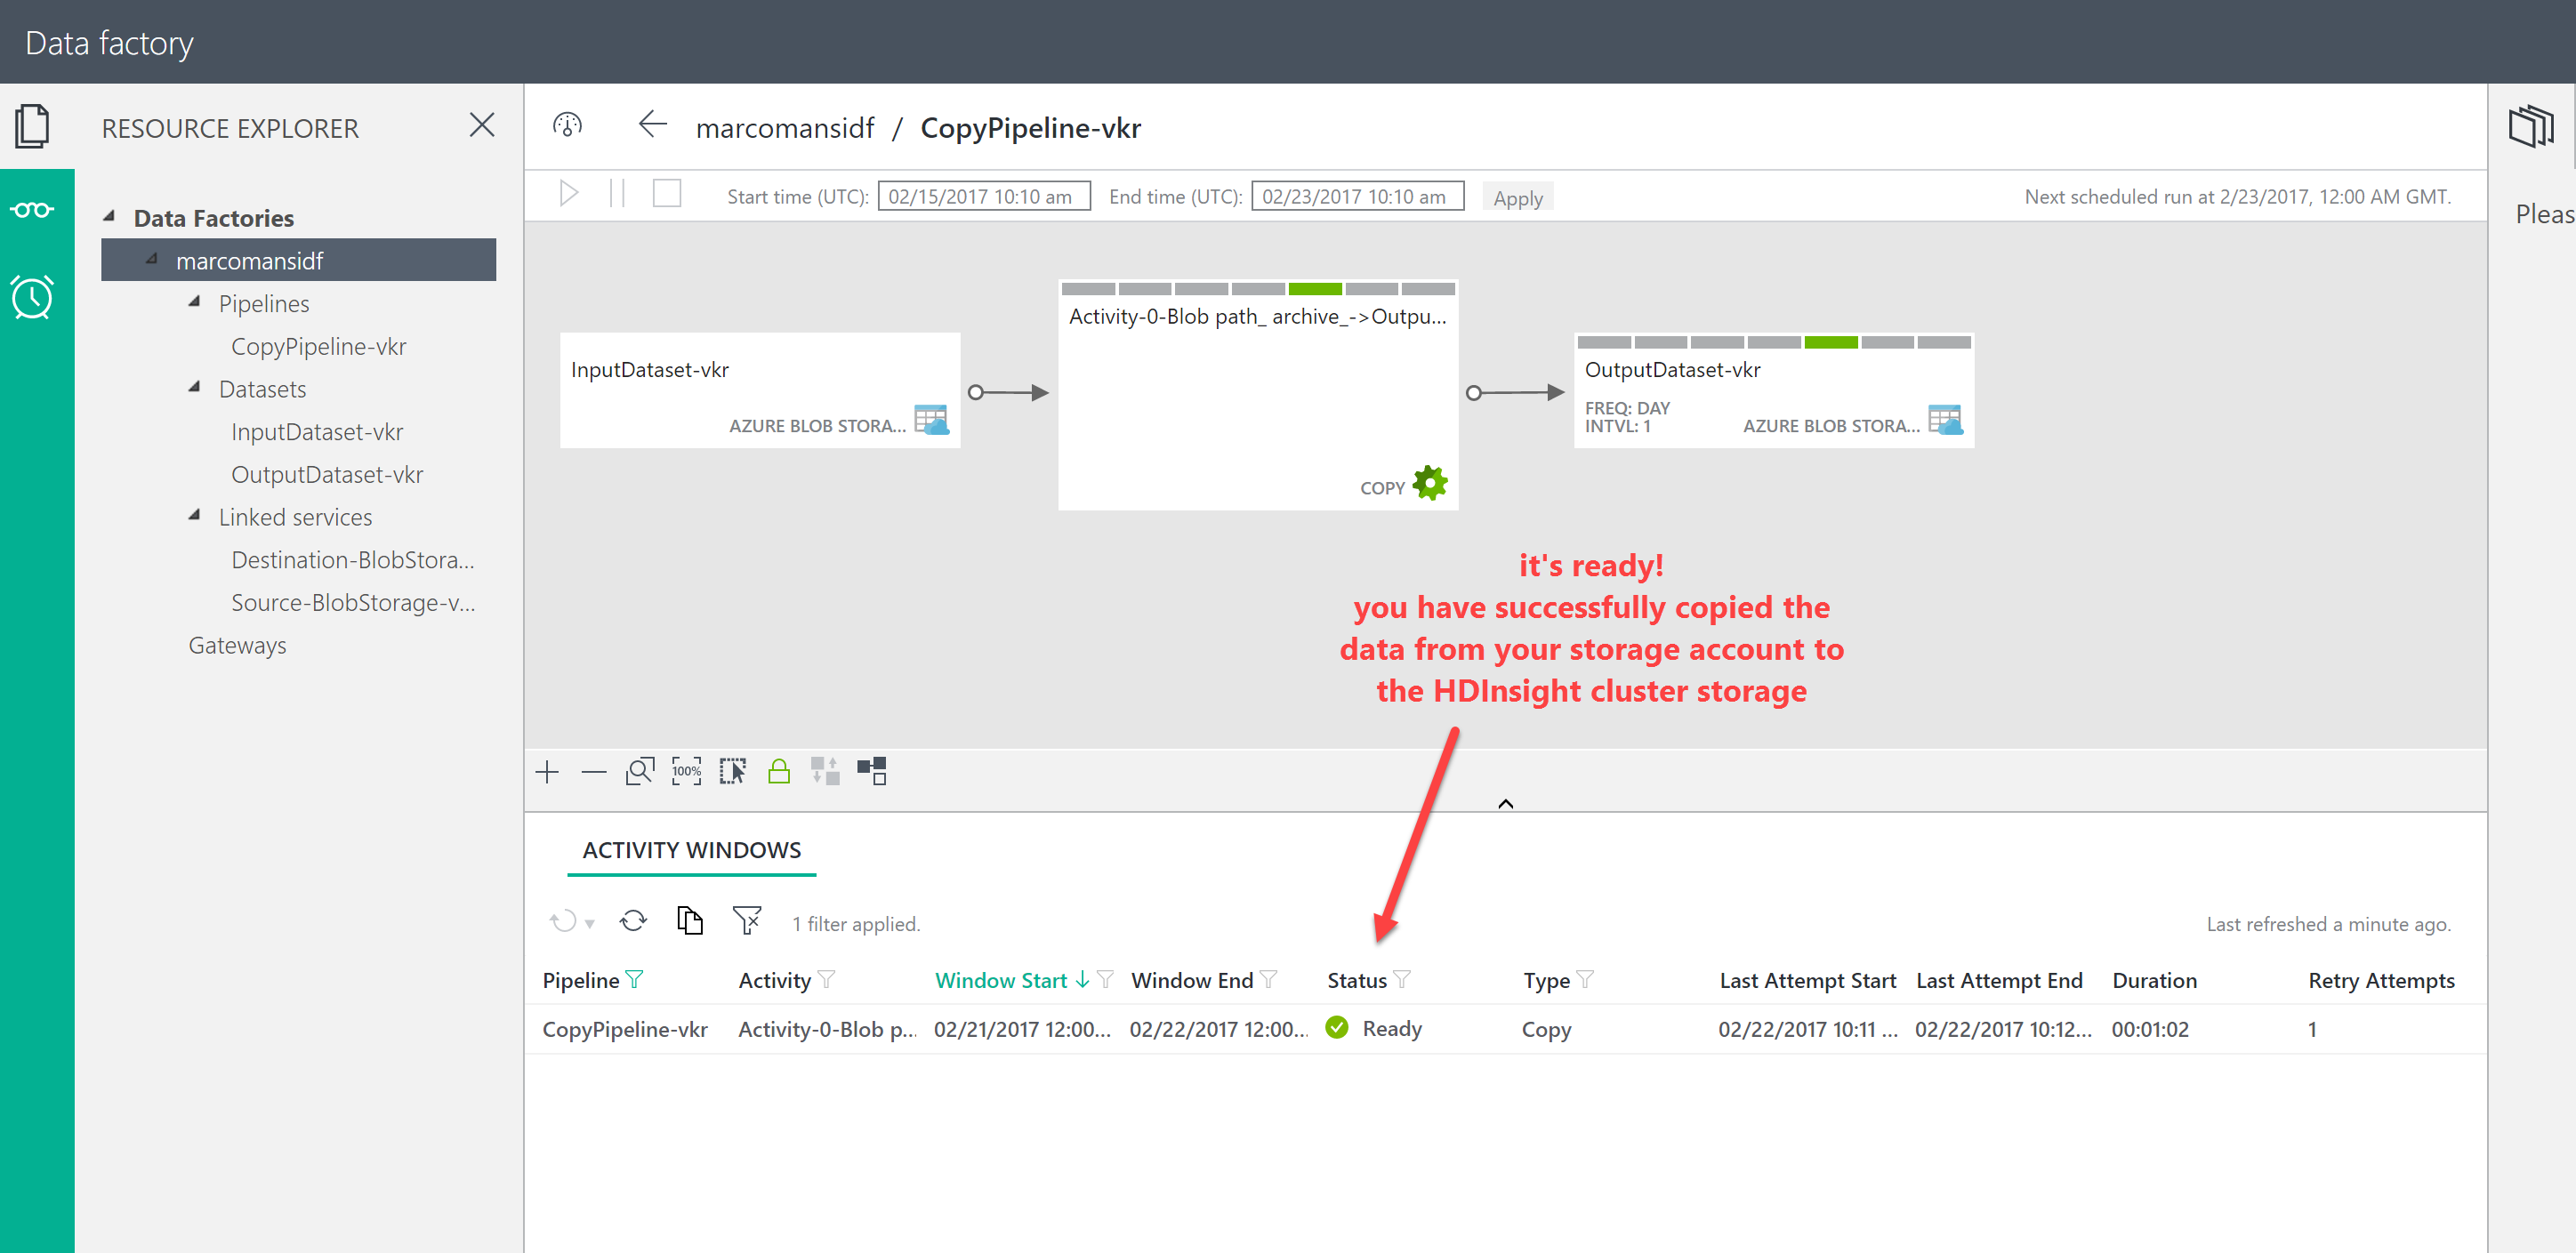 Data factory
RESOURCE EXPLORER
Data Factories
marcomansidf
Pipelines
CopyPipeline-vkr
Datasets
InputDataset-vkr
OutputDataset-vkr
Linked services
Destination-BlobStora...
Source-BlobStorage-v...
Gateways
marcomansidf / CopyPipeline-vkr
Start time (UTC): 02/15/2017 10:10 am End time (UTC): 02/23/2017 10:10 am Apply
Next scheduled run at 2/23/2017, 12:00 AM GMT.
Pleas
InputDataset-vkr
AZURE BLOB STORA...
Activity-0-Blob path_ archive_->Outpu...
COPY
OutputDataset-vkr
FREQ: DAY
INTVL: 1
AZURE BLOB STORA...
it's ready!
you have successfully copied the
data from your storage account to
the HDInsight cluster storage
100%
ACTIVITY WINDOWS
1 filter applied.
Last refreshed a minute ago.
Pipeline Activity Window Start Window End Status Type Last Attempt Start Last Attempt End Duration Retry Attempts
CopyPipeline-vkr Activity-0-Blob p... 02/21/2017 12:00... 02/22/2017 12:00... Ready Copy 02/22/2017 10:11 ... 02/22/2017 10:12... 00:01:02 1